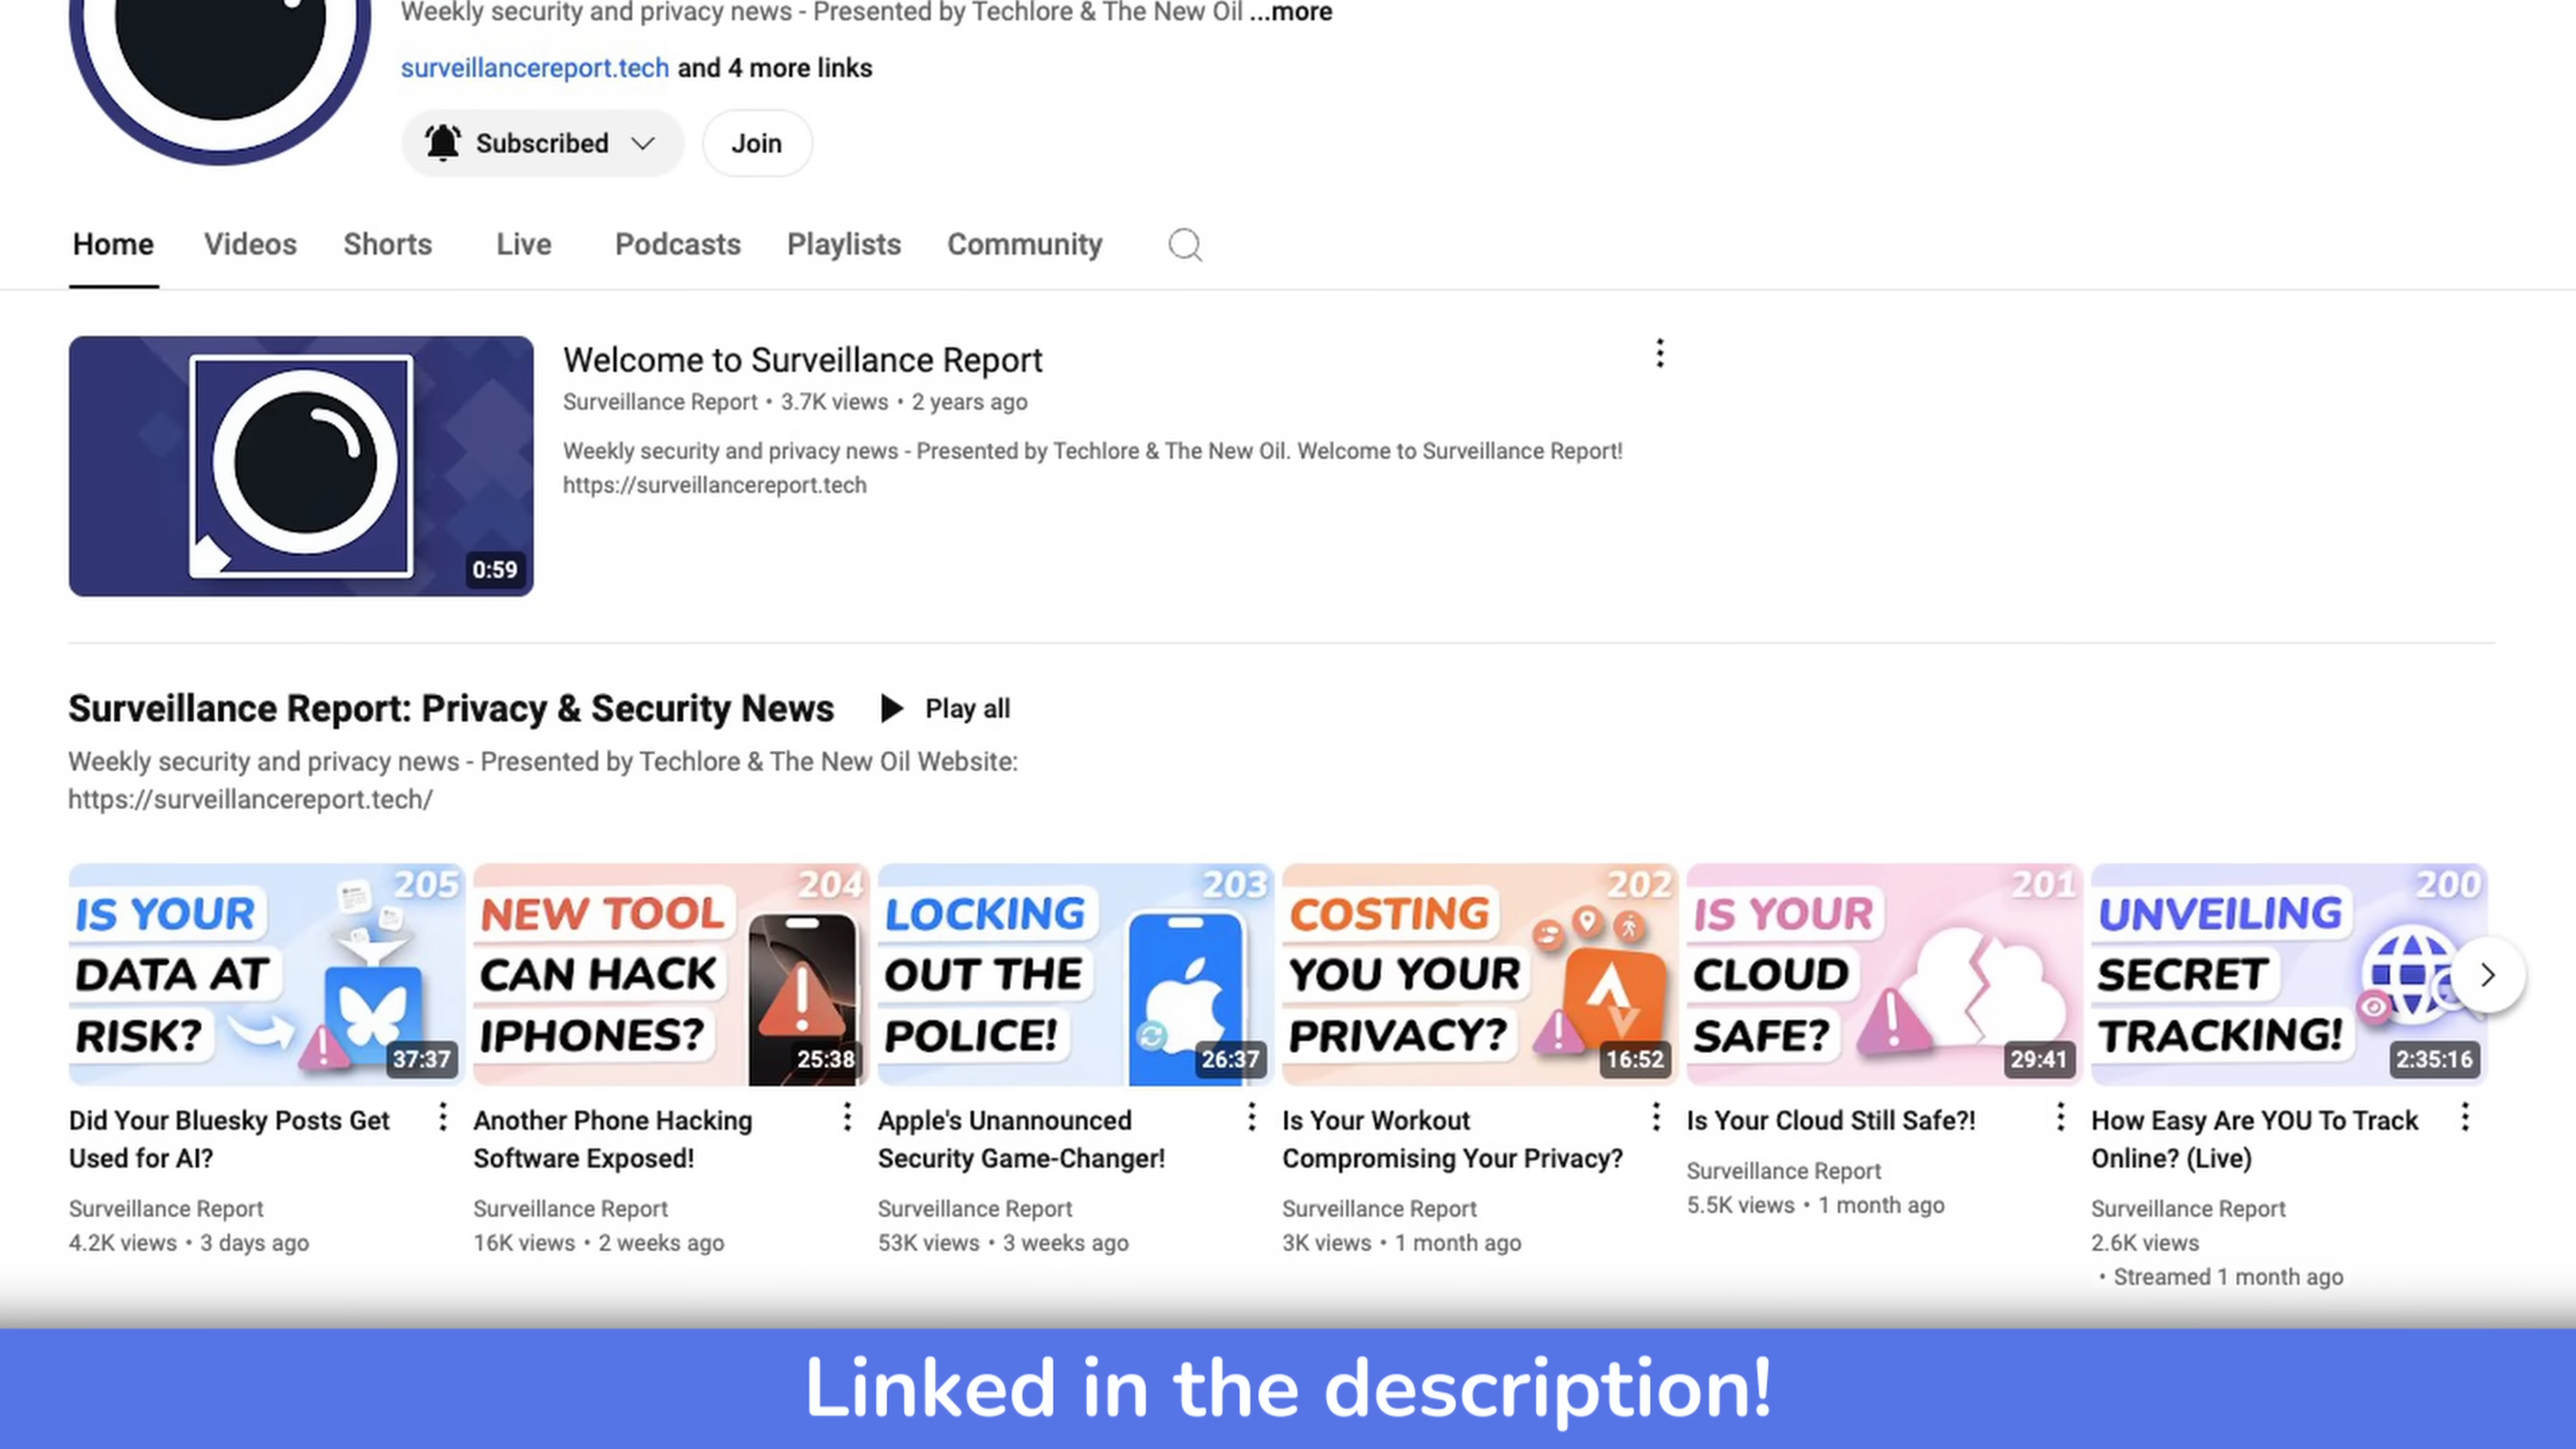 Weekly security and privacy news - Presented by Techlore & The New Oil ...more
surveillancereport.tech and 4 more links
Subscribed
Join
Home Videos Shorts Live Podcasts Playlists Community
Welcome to Surveillance Report
Surveillance Report • 3.7K views • 2 years ago
Weekly security and privacy news - Presented by Techlore & The New Oil. Welcome to Surveillance Report!
https://surveillancereport.tech
0:59
Surveillance Report: Privacy & Security News
Play all
Weekly security and privacy news - Presented by Techlore & The New Oil Website:
https://surveillancereport.tech/
205
IS YOUR
DATA AT
RISK?
37:37
Did Your Bluesky Posts Get
Used for AI?
Surveillance Report
4.2K views • 3 days ago
204
NEW TOOL
CAN HACK
IPHONES?
25:38
Another Phone Hacking
Software Exposed!
Surveillance Report
16K views • 2 weeks ago
203
LOCKING
OUT THE
POLICE!
26:37
Apple's Unannounced
Security Game-Changer!
Surveillance Report
53K views • 3 weeks ago
202
COSTING
YOU YOUR
PRIVACY?
16:52
Is Your Workout
Compromising Your Privacy?
Surveillance Report
3K views • 1 month ago
201
IS YOUR
CLOUD
SAFE?
29:41
Is Your Cloud Still Safe?!
Surveillance Report
5.5K views • 1 month ago
200
UNVEILING
SECRET
TRACKING!
2:35:16
How Easy Are YOU To Track
Online? (Live)
Surveillance Report
2.6K views
• Streamed 1 month ago
Linked in the description!